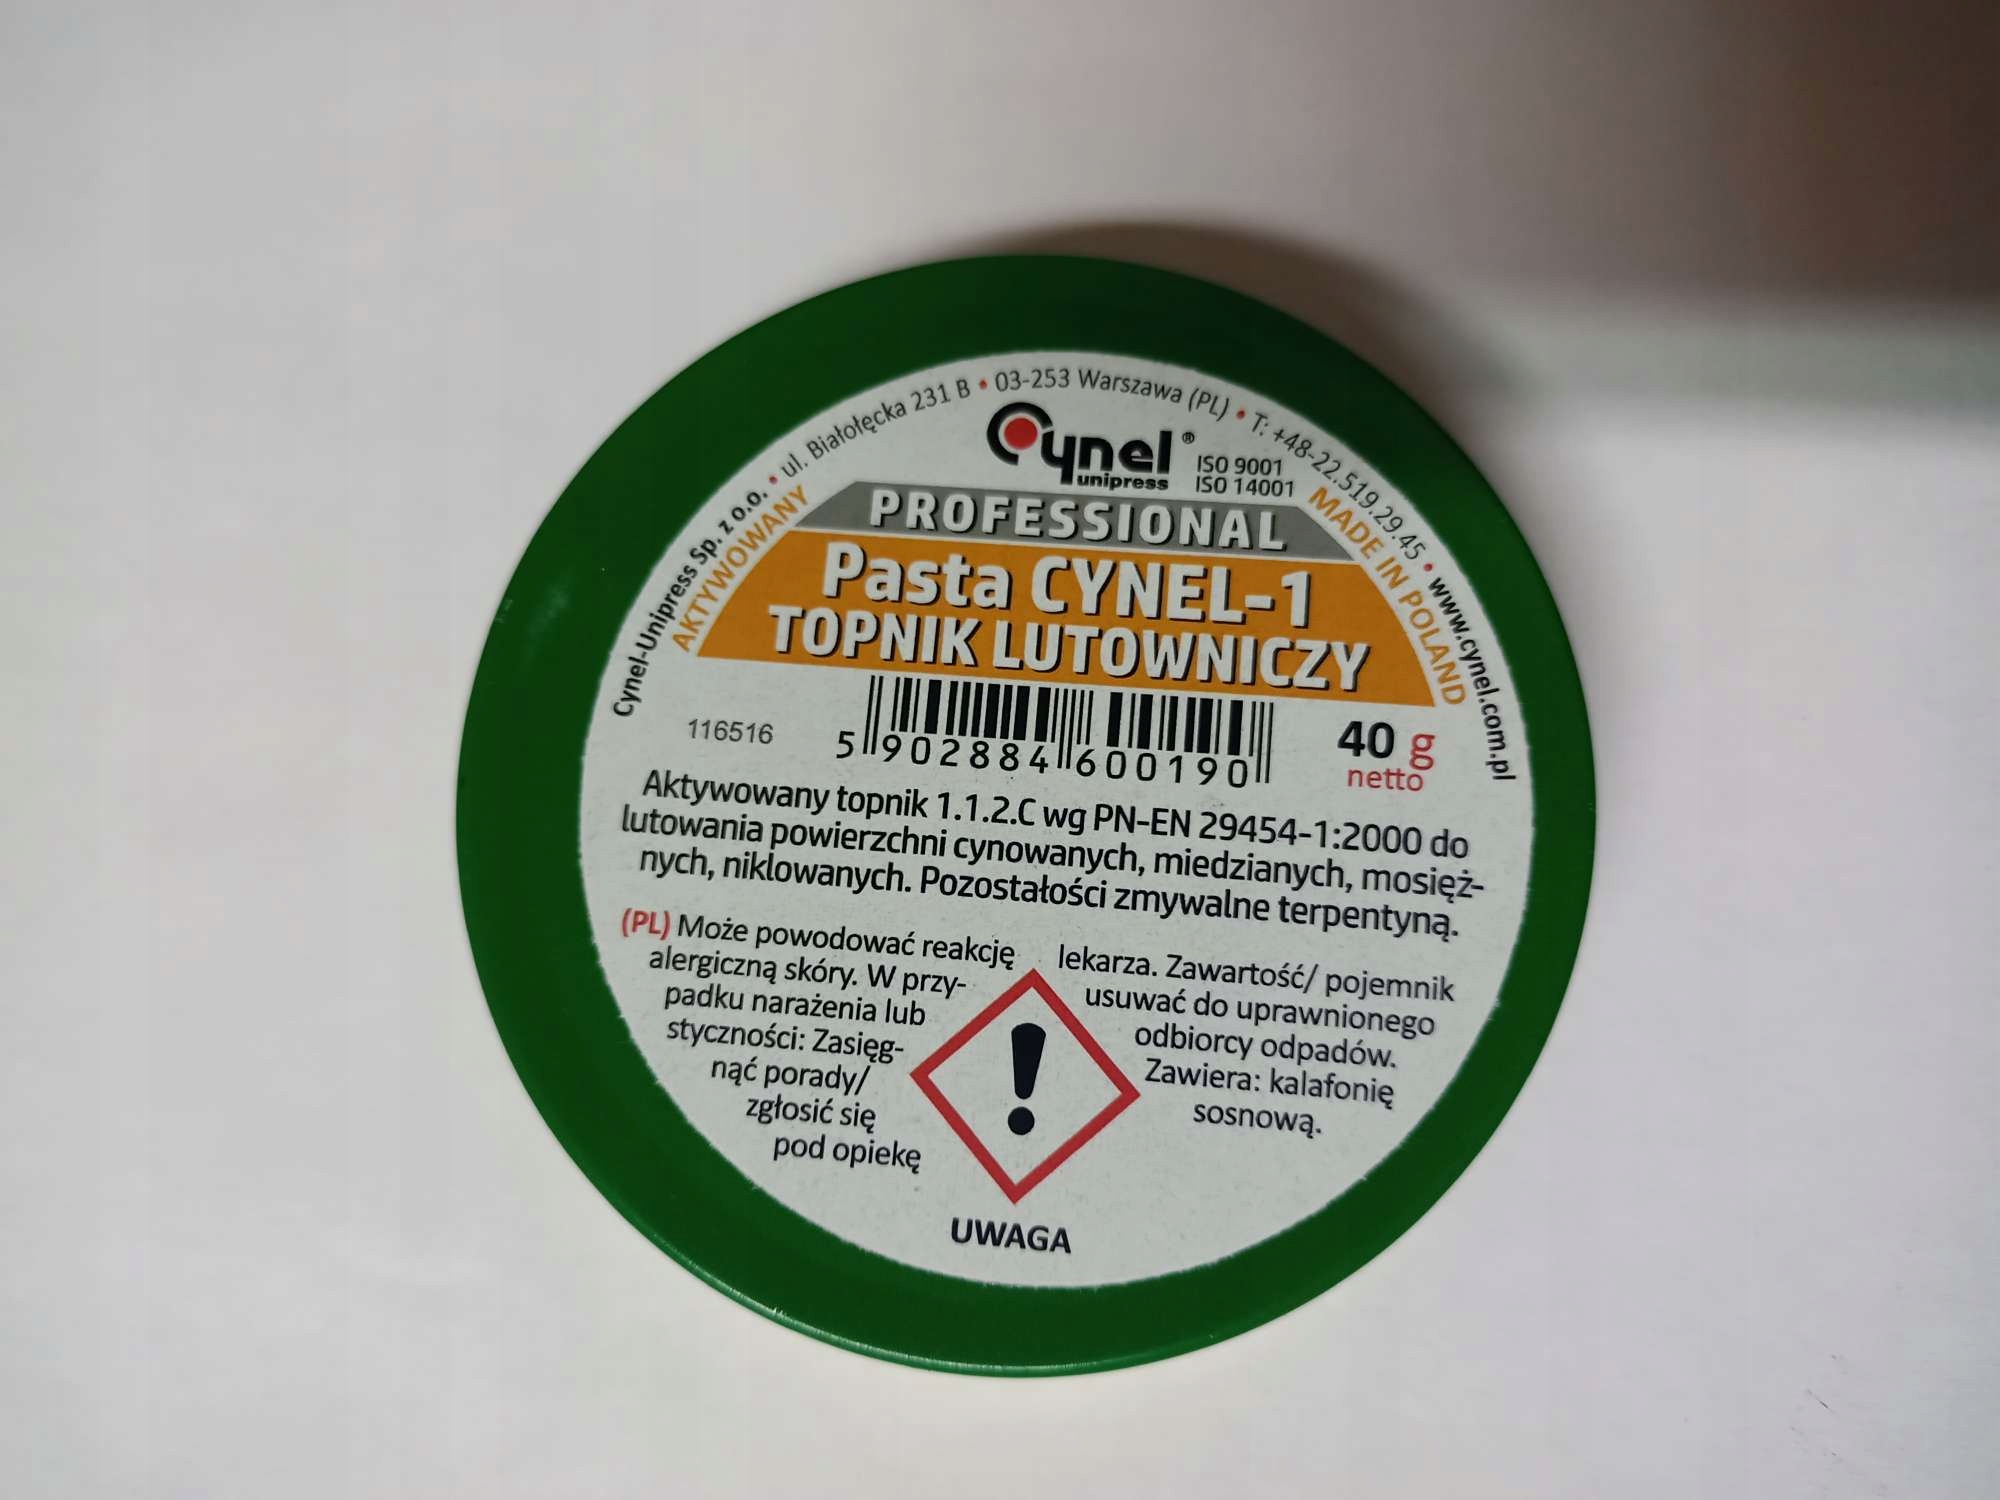 Cynel-Unipress Sp. z o.o. • ul. Białołęcka 231 B • 03-253 Warszawa (PL) • T: +48-22.519.29.45 • www.cynel.com.pl
Cynel®
unipress
ISO 9001
ISO 14001
AKTYWOWANY
MADE IN POLAND
PROFESSIONAL
Pasta CYNEL-1
TOPNIK LUTOWNICZY
116516
5 902884 600190
40 g
netto
Aktywowany topnik 1.1.2.C wg PN-EN 29454-1:2000 do
lutowania powierzchni cynowanych, miedzianych, mosięż-
nych, niklowanych. Pozostałości zmywalne terpentyną.
(PL) Może powodować reakcję
alergiczną skóry. W przy-
padku narażenia lub
styczności: Zasięg-
nąć porady/
zgłosić się
pod opiekę
lekarza. Zawartość/ pojemnik
usuwać do uprawnionego
odbiorcy odpadów.
Zawiera: kalafonię
sosnową.
UWAGA